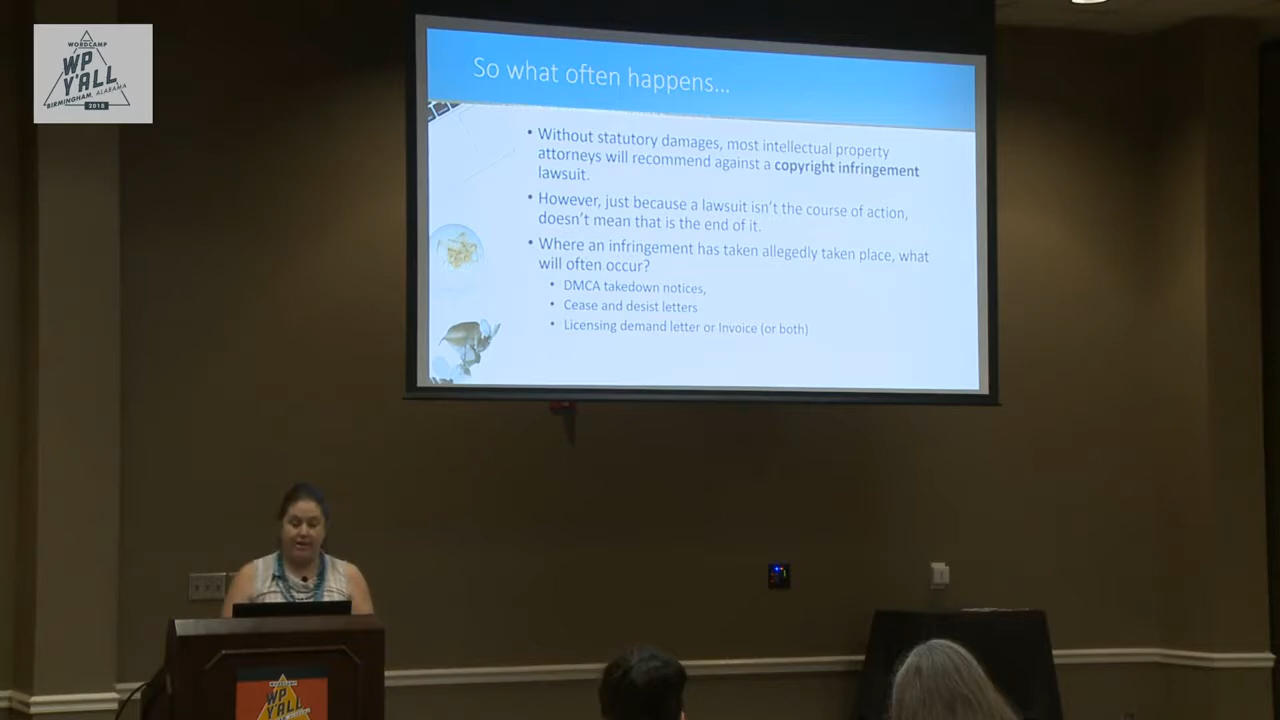 WORDCAMP
WP
Y'ALL
BIRMINGHAM, ALABAMA
2018
So what often happens...
• Without statutory damages, most intellectual property
attorneys will recommend against a copyright infringement
lawsuit.
• However, just because a lawsuit isn't the course of action,
doesn't mean that is the end of it.
• Where an infringement has taken allegedly taken place, what
will often occur?
• DMCA takedown notices,
• Cease and desist letters
• Licensing demand letter or Invoice (or both)
WORDCAMP
WP
Y'ALL